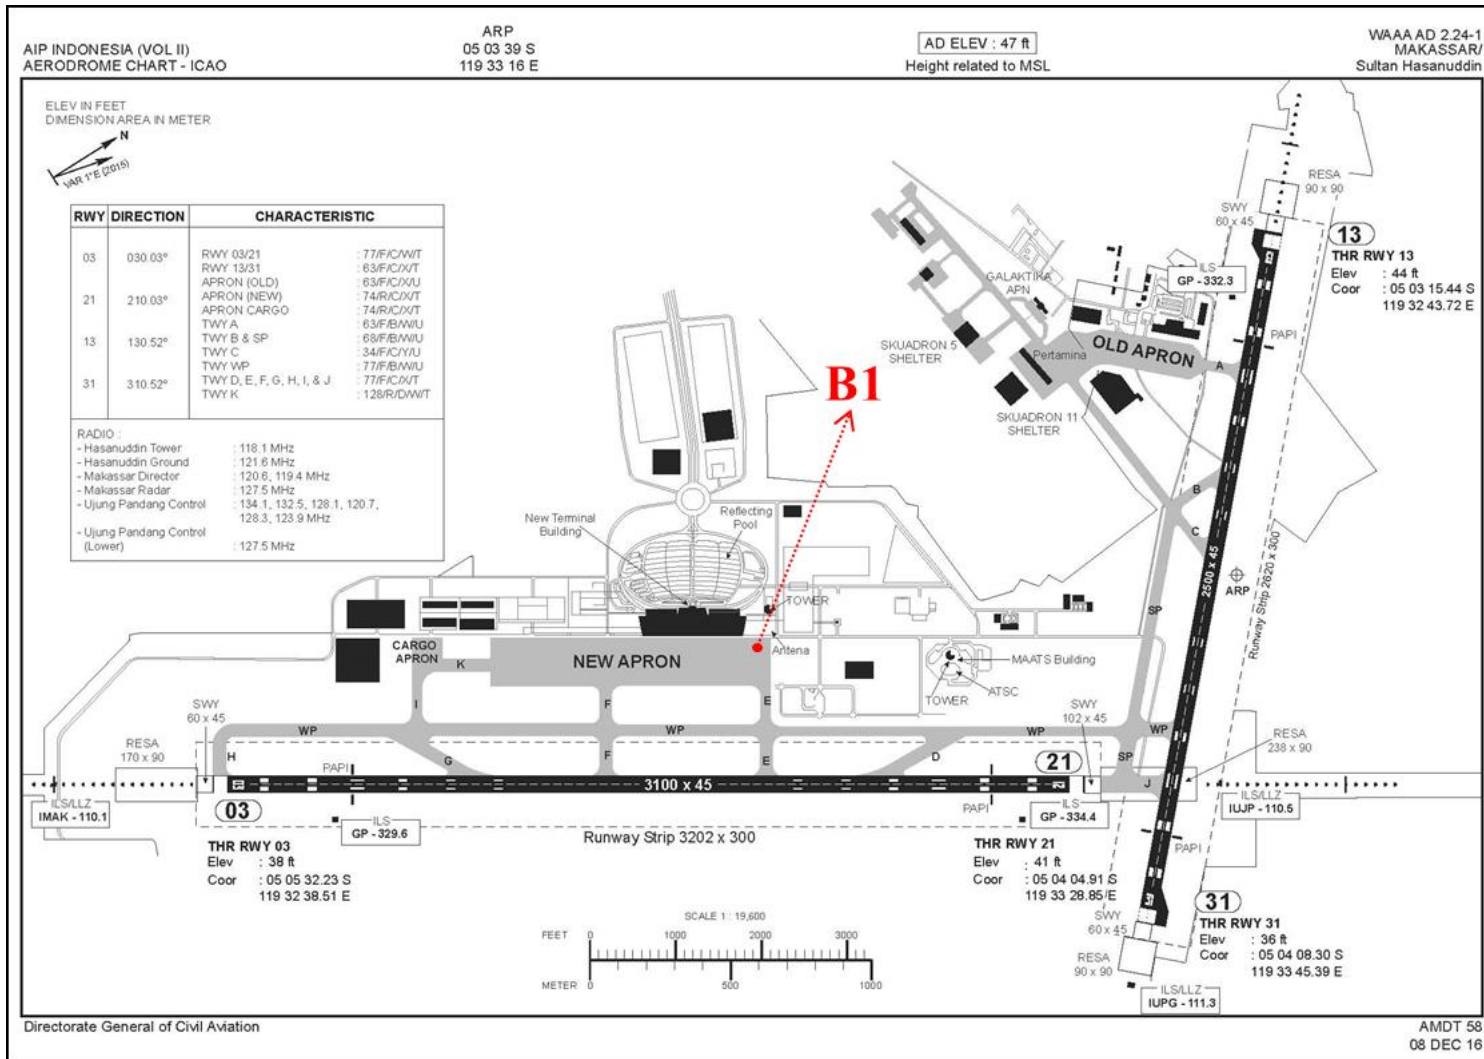 AIP INDONESIA (VOL II)
AERODROME CHART - ICAO
ARP
05 03 39 S
119 33 16 E
AD ELEV : 47 ft
Height related to MSL
WAAA AD 2.24-1
MAKASSAR/
Sultan Hasanuddin
ELEV IN FEET
DIMENSION AREA IN METER
N
VAR 1°E (2015)
RWY DIRECTION CHARACTERISTIC
03 030.03°
21 210.03°
13 130.52°
31 310.52°
RWY 03/21 : 77/F/C/W/T
RWY 13/31 : 63/F/C/X/T
APRON (OLD) : 63/F/C/X/U
APRON (NEW) : 74/R/C/X/T
APRON CARGO : 74/R/C/X/T
TWY A : 63/F/B/W/U
TWY B & SP : 68/F/B/W/U
TWY C : 34/F/C/Y/U
TWY WP : 77/F/B/W/U
TWY D, E, F, G, H, I, & J : 77/F/C/X/T
TWY K : 128/R/D/W/T
RADIO :
- Hasanuddin Tower : 118.1 MHz
- Hasanuddin Ground : 121.6 MHz
- Makassar Director : 120.6, 119.4 MHz
- Makassar Radar : 127.5 MHz
- Ujung Pandang Control : 134.1, 132.5, 128.1, 120.7,
128.3, 123.9 MHz
- Ujung Pandang Control
(Lower) : 127.5 MHz
RESA
90 x 90
SWY
60 x 45
13
THR RWY 13
Elev : 44 ft
Coor : 05 03 15.44 S
119 32 43.72 E
ILS
GP - 332.3
GALAKTIKA
APN
PAPI
SKUADRON 5
SHELTER
Pertamina
OLD APRON
A
SKUADRON 11
SHELTER
B1
B
C
2500 x 45
ARP
Runway Strip 2620 x 300
SP
New Terminal
Building
Reflecting
Pool
TOWER
Antena
CARGO
APRON
K
NEW APRON
MAATS Building
TOWER
ATSC
SWY
60 x 45
I
F
E
SWY
102 x 45
WP
WP
WP
WP
RESA
170 x 90
RESA
238 x 90
H
G
F
E
D
SP
J
PAPI
21
3100 x 45
03
PAPI
ILS/LLZ
IMAK - 110.1
ILS
GP - 329.6
ILS
GP - 334.4
ILS/LLZ
IUJP - 110.5
Runway Strip 3202 x 300
THR RWY 03
Elev : 38 ft
Coor : 05 05 32.23 S
119 32 38.51 E
THR RWY 21
Elev : 41 ft
Coor : 05 04 04.91 S
119 33 28.85 E
PAPI
31
THR RWY 31
Elev : 36 ft
Coor : 05 04 08.30 S
119 33 45.39 E
SWY
60 x 45
RESA
90 x 90
ILS/LLZ
IUPG - 111.3
SCALE 1 : 19,600
FEET 0 1000 2000 3000
METER 0 500 1000
Directorate General of Civil Aviation
AMDT 58
08 DEC 16